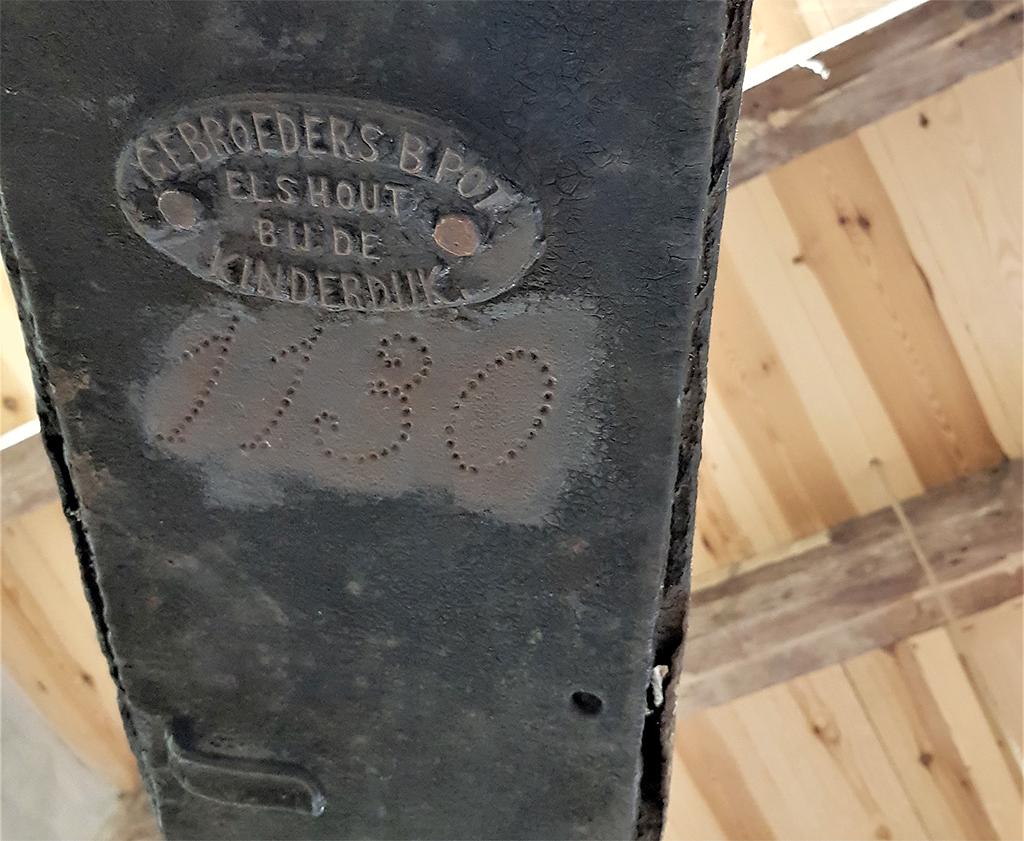 GEBROEDERS B POT
ELSHOUT
BIJ DE
KINDERDIJK
1130